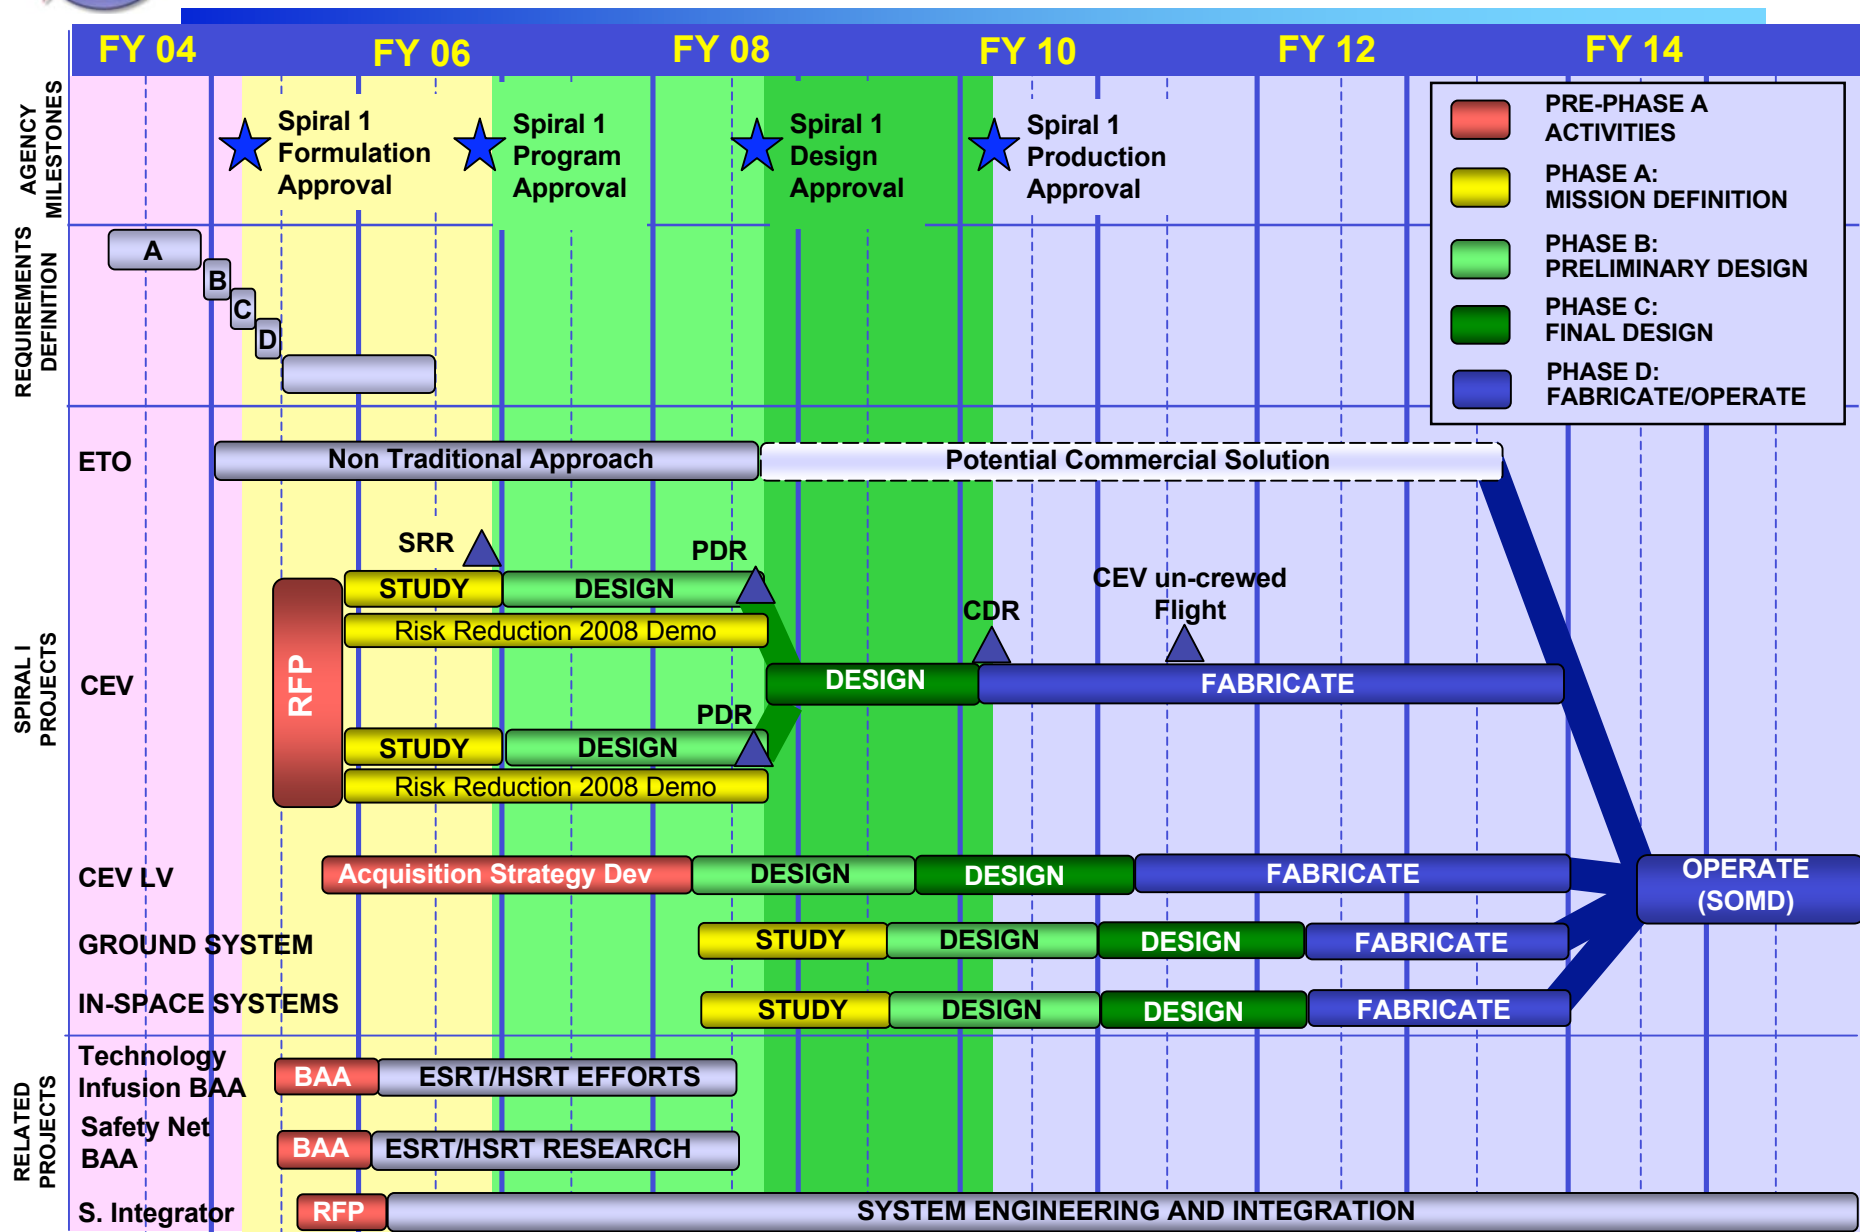 FY 04
FY 06
FY 08
FY 10
FY 12
FY 14
AGENCY
MILESTONES
Spiral 1
Formulation
Approval
Spiral 1
Program
Approval
Spiral 1
Design
Approval
Spiral 1
Production
Approval
PRE-PHASE A
ACTIVITIES
PHASE A:
MISSION DEFINITION
PHASE B:
PRELIMINARY DESIGN
PHASE C:
FINAL DESIGN
PHASE D:
FABRICATE/OPERATE
REQUIREMENTS
DEFINITION
A
B
C
D
SPIRAL I
PROJECTS
ETO
Non Traditional Approach
Potential Commercial Solution
CEV
RFP
SRR
STUDY
DESIGN
PDR
Risk Reduction 2008 Demo
PDR
STUDY
DESIGN
Risk Reduction 2008 Demo
DESIGN
CDR
CEV un-crewed
Flight
FABRICATE
CEV LV
Acquisition Strategy Dev
DESIGN
DESIGN
FABRICATE
OPERATE
(SOMD)
GROUND SYSTEM
STUDY
DESIGN
DESIGN
FABRICATE
IN-SPACE SYSTEMS
STUDY
DESIGN
DESIGN
FABRICATE
RELATED
PROJECTS
Technology
Infusion BAA
BAA
ESRT/HSRT EFFORTS
Safety Net
BAA
BAA
ESRT/HSRT RESEARCH
S. Integrator
RFP
SYSTEM ENGINEERING AND INTEGRATION